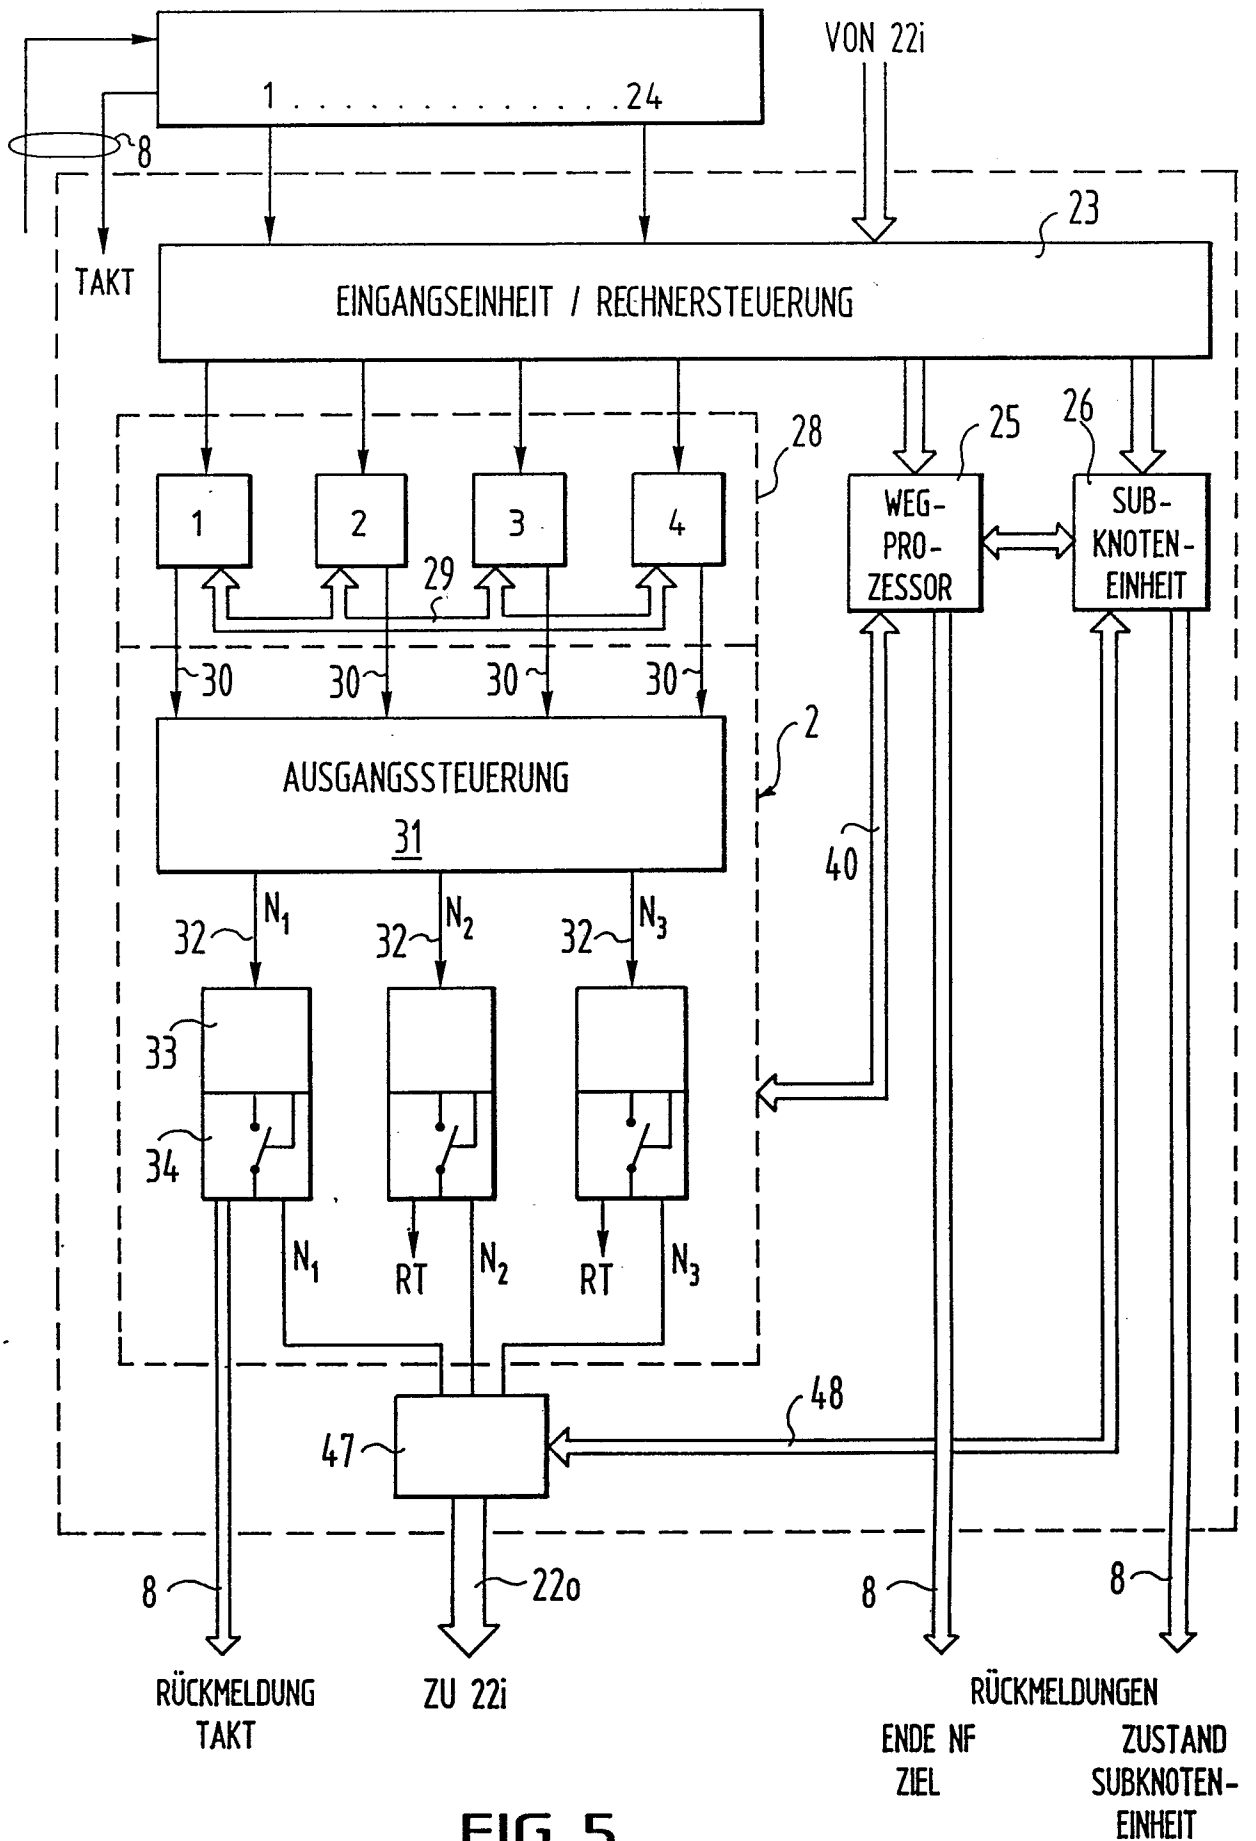 VON 22i
1 . . . . . . . . . . . . . . 24
8
TAKT
23
EINGANGSEINHEIT / RECHNERSTEUERUNG
28
25
26
1
2
3
4
WEG-
PRO-
ZESSOR
SUB-
KNOTEN-
EINHEIT
29
30
30
30
30
2
AUSGANGSSTEUERUNG
31
40
32
N1
32
N2
32
N3
33
34
N1
RT
N2
RT
N3
48
47
8
22o
8
8
RÜCKMELDUNG
TAKT
ZU 22i
RÜCKMELDUNGEN
ENDE NF
ZIEL
ZUSTAND
SUBKNOTEN-
EINHEIT
FIG. 5